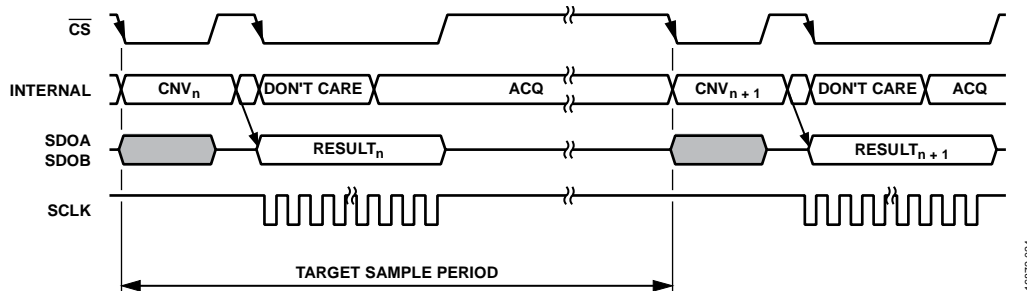 CS
INTERNAL
CNVn
DON'T CARE
ACQ
CNVn + 1
DON'T CARE
ACQ
SDOA
SDOB
RESULTn
RESULTn + 1
SCLK
TARGET SAMPLE PERIOD